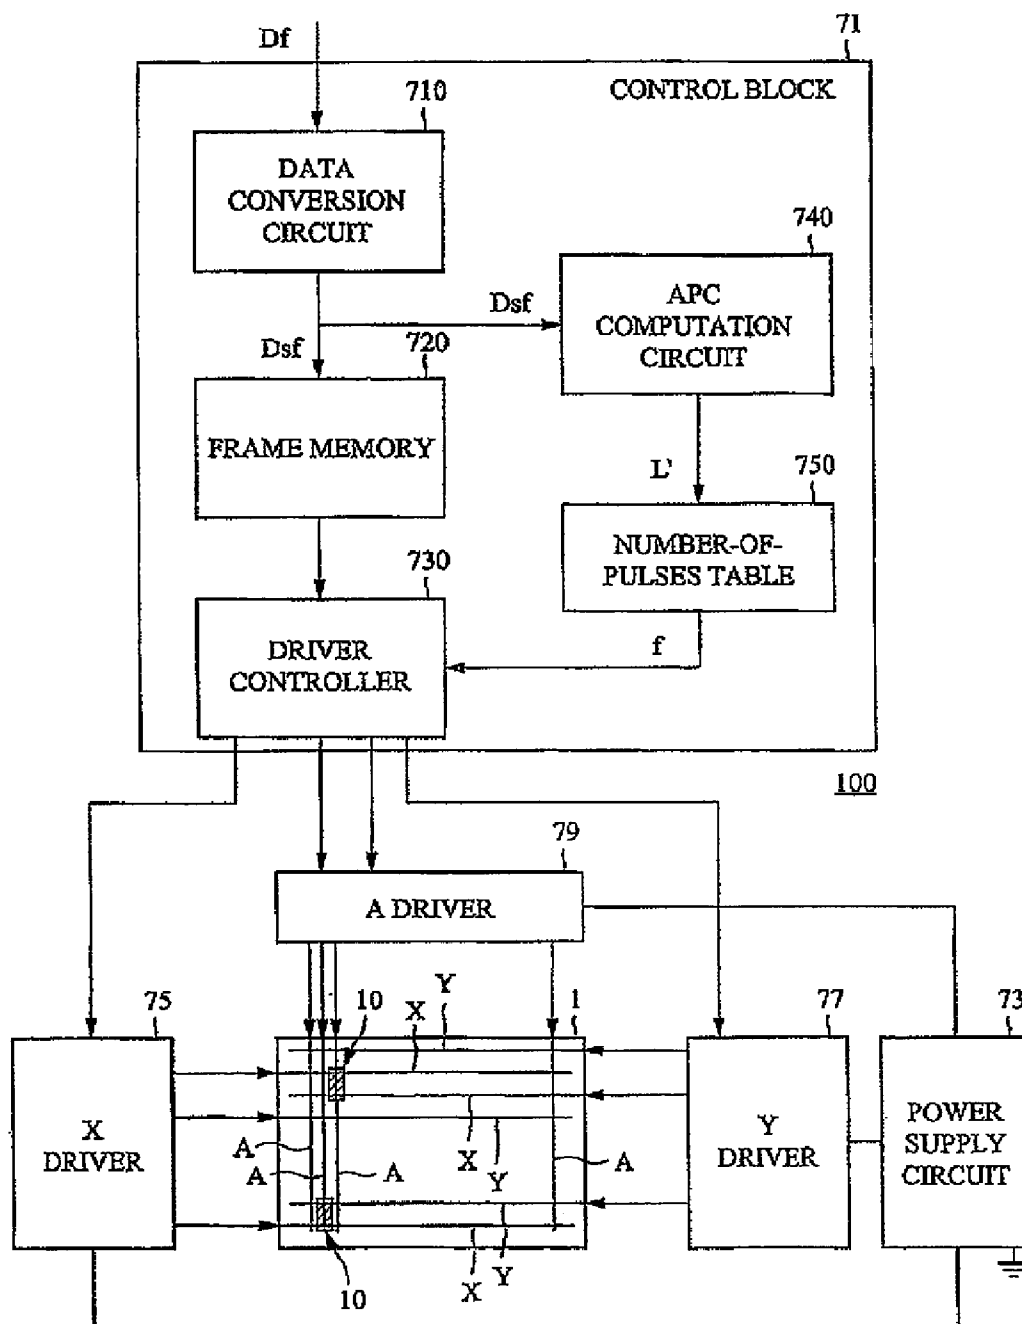 Df
71
CONTROL BLOCK
710
DATA
CONVERSION
CIRCUIT
740
APC
COMPUTATION
CIRCUIT
Dsf
Dsf
720
FRAME MEMORY
L'
750
NUMBER-OF-
PULSES TABLE
730
DRIVER
CONTROLLER
f
100
79
A DRIVER
75
X
DRIVER
10
X
Y
1
77
Y
DRIVER
73
POWER
SUPPLY
CIRCUIT
A
A
A
X
Y
A
10
X
Y